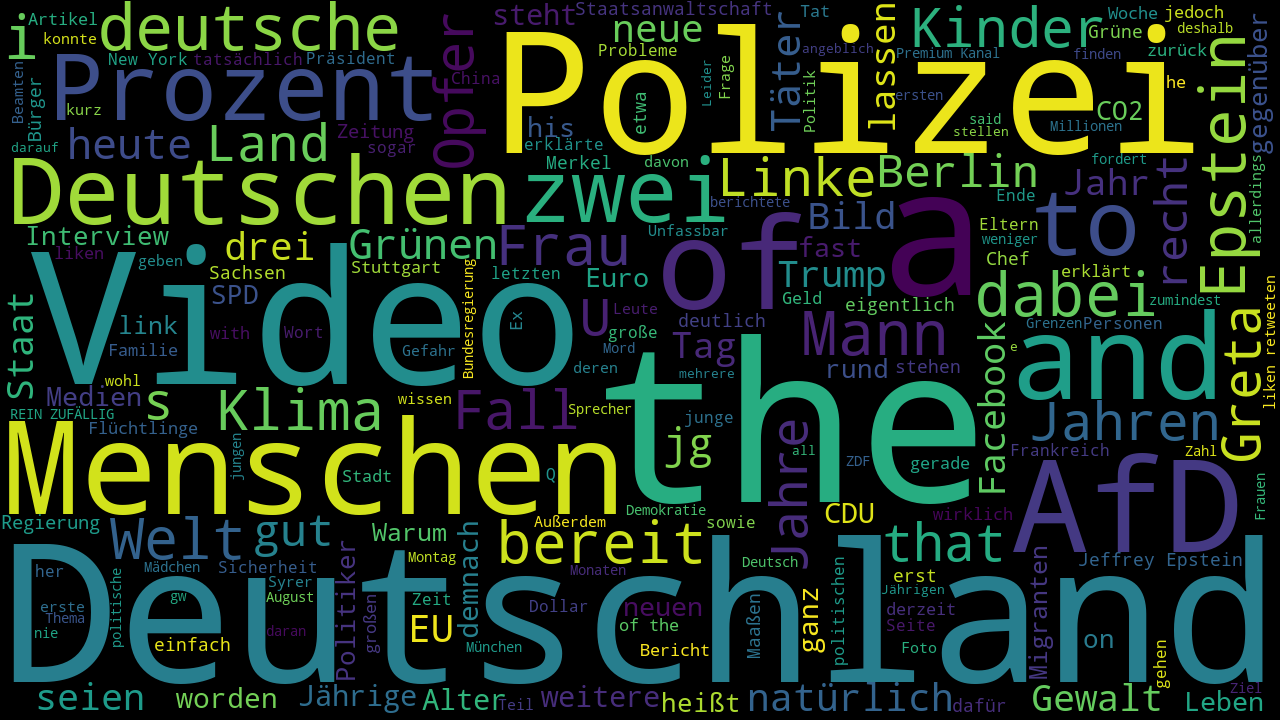 Artikel
deutsche
steht
Staatsanwaltschaft
Tat
Woche
jedoch
i
konnte
neue
Kinder
Grüne
deshalb
New York
tatsächlich
Präsident
Probleme
angeblich
Premium Kanal
finden
zurück
Prozent
opfer
China
Polizei
Täter
lassen
gegenüber
Beamten
Bürger
kurz
etwa
Leider
Frage
Politik
ersten
CO2
he
Epstein
darauf
heute
Land
Zeitung
sogar
his
erklärte
said
stellen
Millionen
Deutschen
zwei
Merkel
davon
Linke
Berlin
fordert
Jahr
recht
allerdings
berichtete
Ende
Interview
liken
geben
drei
Grünen
Frau
Unfassbar
of
Bild
a
Eltern
weniger
to
fast
Sachsen
Stuttgart
letzten
Euro
Trump
Chef
erklärt
SPD
Bundesregierung
Geld
eigentlich
dabei
zumindest
Staat
Video
link
with
Wort
Ex
u
Leute
deutlich
Mann
Grenzen
Personen
Familie
Gefahr
große
Mord
Tag
and
Greta
liken retweeten
deren
mehrere
rund
stehen
Facebook
e
Medien
wohl
s
Klima
wissen
Fall
Sprecher
the
junge
Jahren
REIN ZUFÄLLIG
Flüchtlinge
jungen
jg
all
ZDF
gerade
Frankreich
Zahl
Menschen
Stadt
Q
Jahre
AfD
Frauen
Regierung
Welt
gut
Warum
demnach
Außerdem
Demokratie
sowie
CDU
wirklich
bereit
that
her
Mädchen
Sicherheit
Politiker
Montag
Monaten
Deutsch
erst
Migranten
Jeffrey Epstein
politische
gw
Syrer
August
Zeit
Dollar
neuen
Jährigen
derzeit
Deutschland
erste
Thema
nie
daran
großen
EU
of the
Maaßen
ganz
politischen
Seite
on
einfach
München
Bericht
Foto
gehen
seien
worden
Jährige
Alter
Teil
weitere
heißt
natürlich
dafür
Gewalt
Leben
Ziel